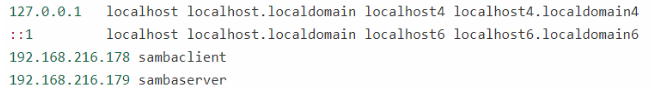 127.0.0.1   localhost localhost.localdomain localhost4 localhost4.localdomain4
::1         localhost localhost.localdomain localhost6 localhost6.localdomain6
192.168.216.178 sambaclient
192.168.216.179 sambaserver